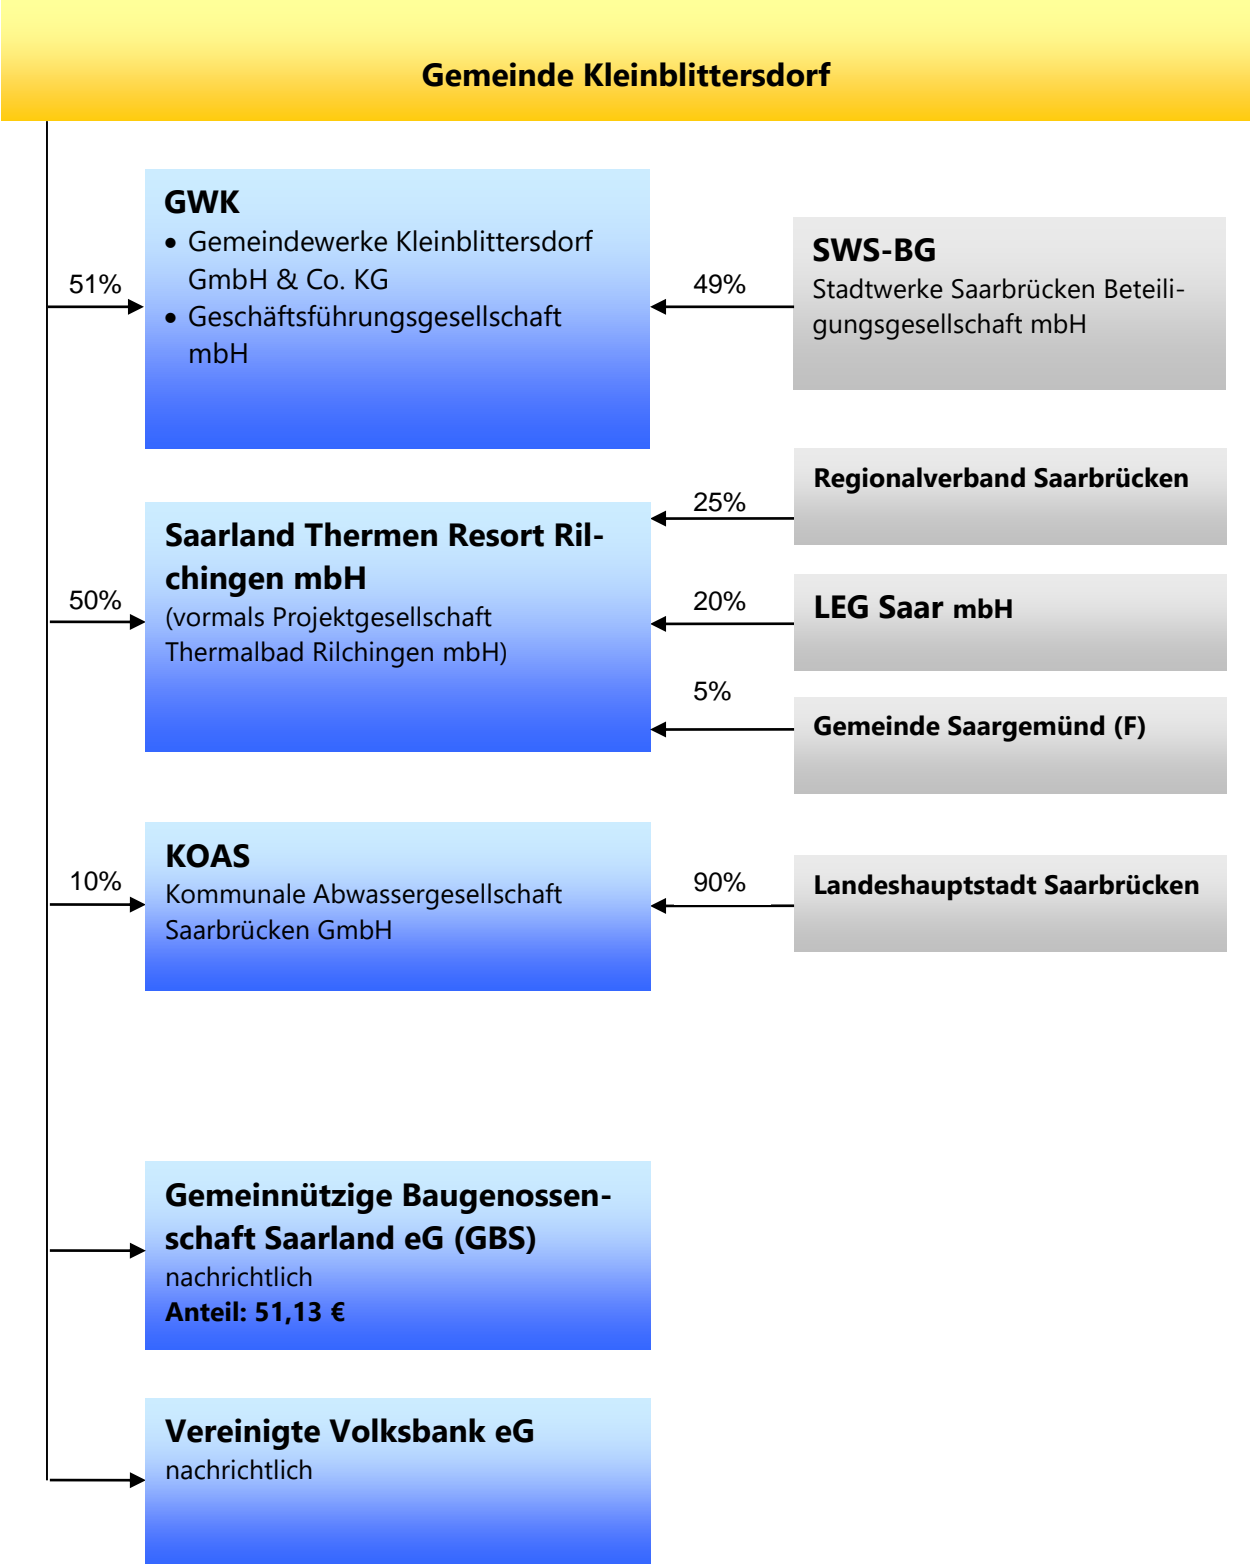 Gemeinde Kleinblittersdorf
GWK
• Gemeindewerke Kleinblittersdorf
GmbH & Co. KG
• Geschäftsführungsgesellschaft
mbH
51%
49%
SWS-BG
Stadtwerke Saarbrücken Beteili-
gungsgesellschaft mbH
Saarland Thermen Resort Ril-
chingen mbH
(vormals Projektgesellschaft
Thermalbad Rilchingen mbH)
50%
25%
Regionalverband Saarbrücken
20%
LEG Saar mbH
5%
Gemeinde Saargemünd (F)
KOAS
Kommunale Abwassergesellschaft
Saarbrücken GmbH
10%
90%
Landeshauptstadt Saarbrücken
Gemeinnützige Baugenossen-
schaft Saarland eG (GBS)
nachrichtlich
Anteil: 51,13 €
Vereinigte Volksbank eG
nachrichtlich